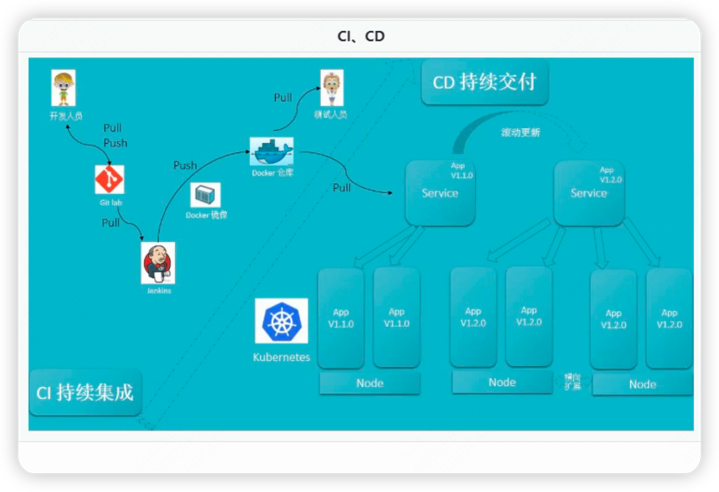 CI、CD
CD 持续交付
开发人员
Pull
Push
Git lab
Pull
Jenkins
Push
Docker 镜像
Docker 仓库
Pull
测试人员
Pull
滚动更新
App
V1.1.0
Service
App
V1.2.0
Service
App
V1.1.0
App
V1.1.0
App
V1.2.0
App
V1.2.0
App
V1.2.0
App
V1.2.0
Kubernetes
Node
Node
横向
扩展
Node
CI 持续集成